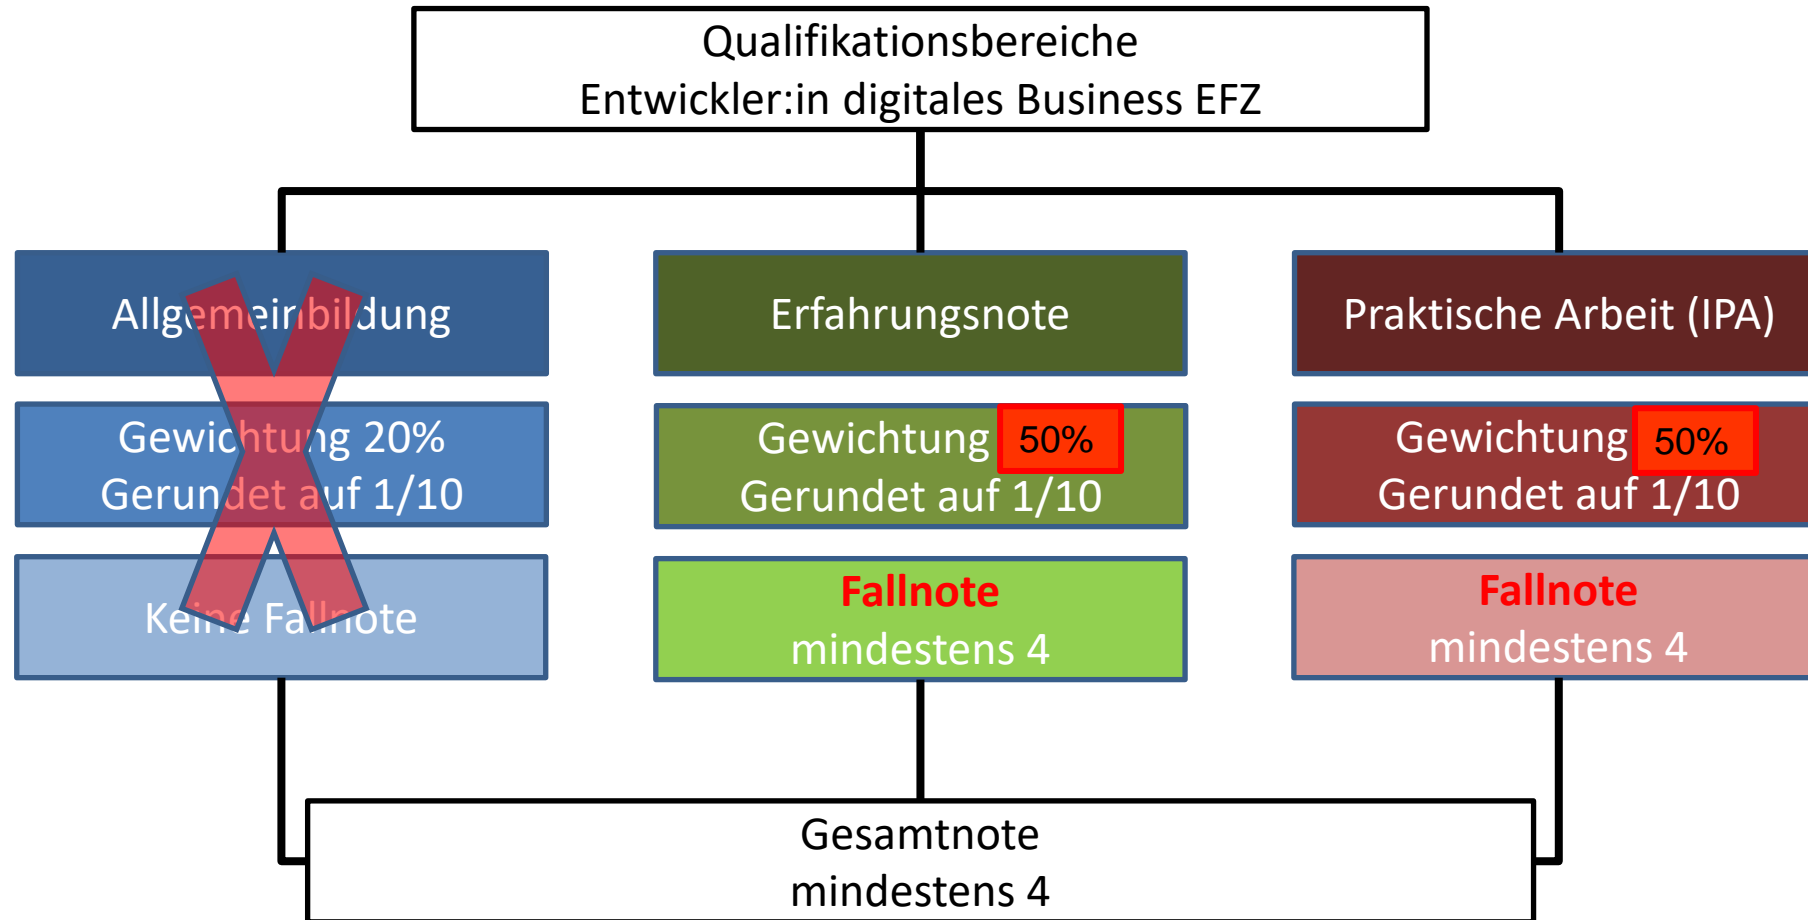 Qualifikationsbereiche
Entwickler:in digitales Business EFZ
Allgemeinbildung
Gewichtung 20%
Gerundet auf 1/10
Keine Fallnote
Erfahrungsnote
Gewichtung 50%
Gerundet auf 1/10
Fallnote
mindestens 4
Praktische Arbeit (IPA)
Gewichtung 50%
Gerundet auf 1/10
Fallnote
mindestens 4
Gesamtnote
mindestens 4